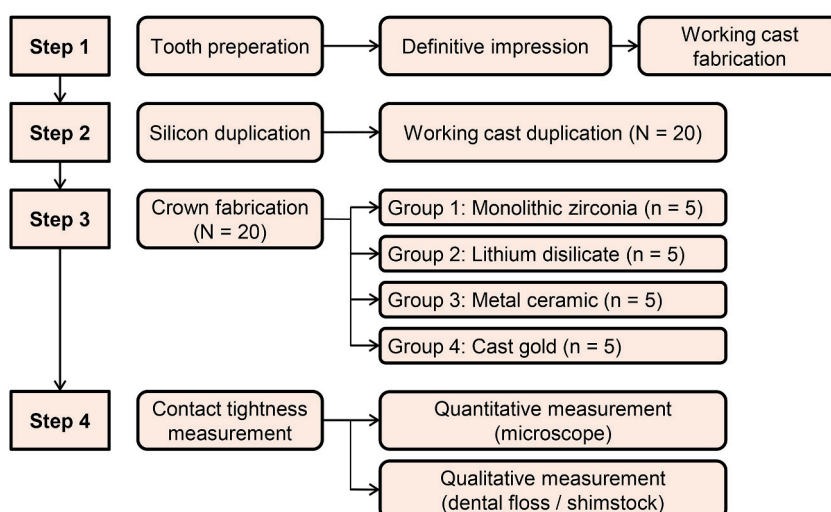 Step 1
Tooth preperation
Definitive impression
Working cast
fabrication
Step 2
Silicon duplication
Working cast duplication (N = 20)
Step 3
Crown fabrication
(N = 20)
Group 1: Monolithic zirconia (n = 5)
Group 2: Lithium disilicate (n = 5)
Group 3: Metal ceramic (n = 5)
Group 4: Cast gold (n = 5)
Step 4
Contact tightness
measurement
Quantitative measurement
(microscope)
Qualitative measurement
(dental floss / shimstock)